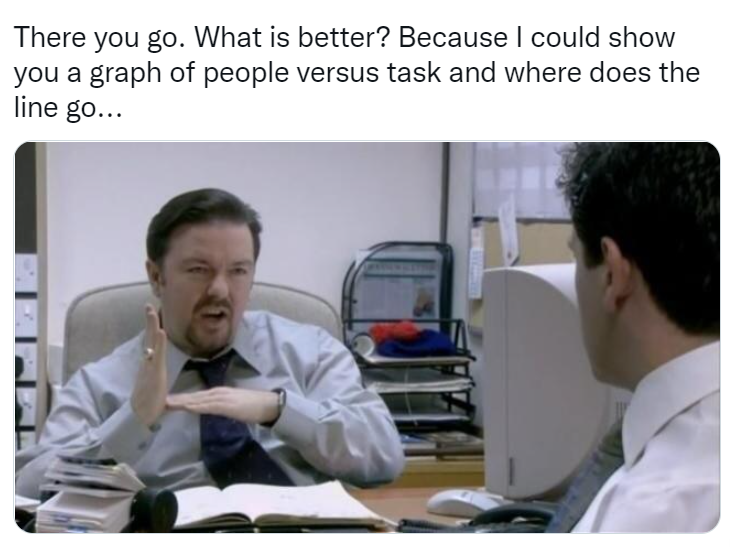 There you go. What is better? Because I could show
you a graph of people versus task and where does the
line go...